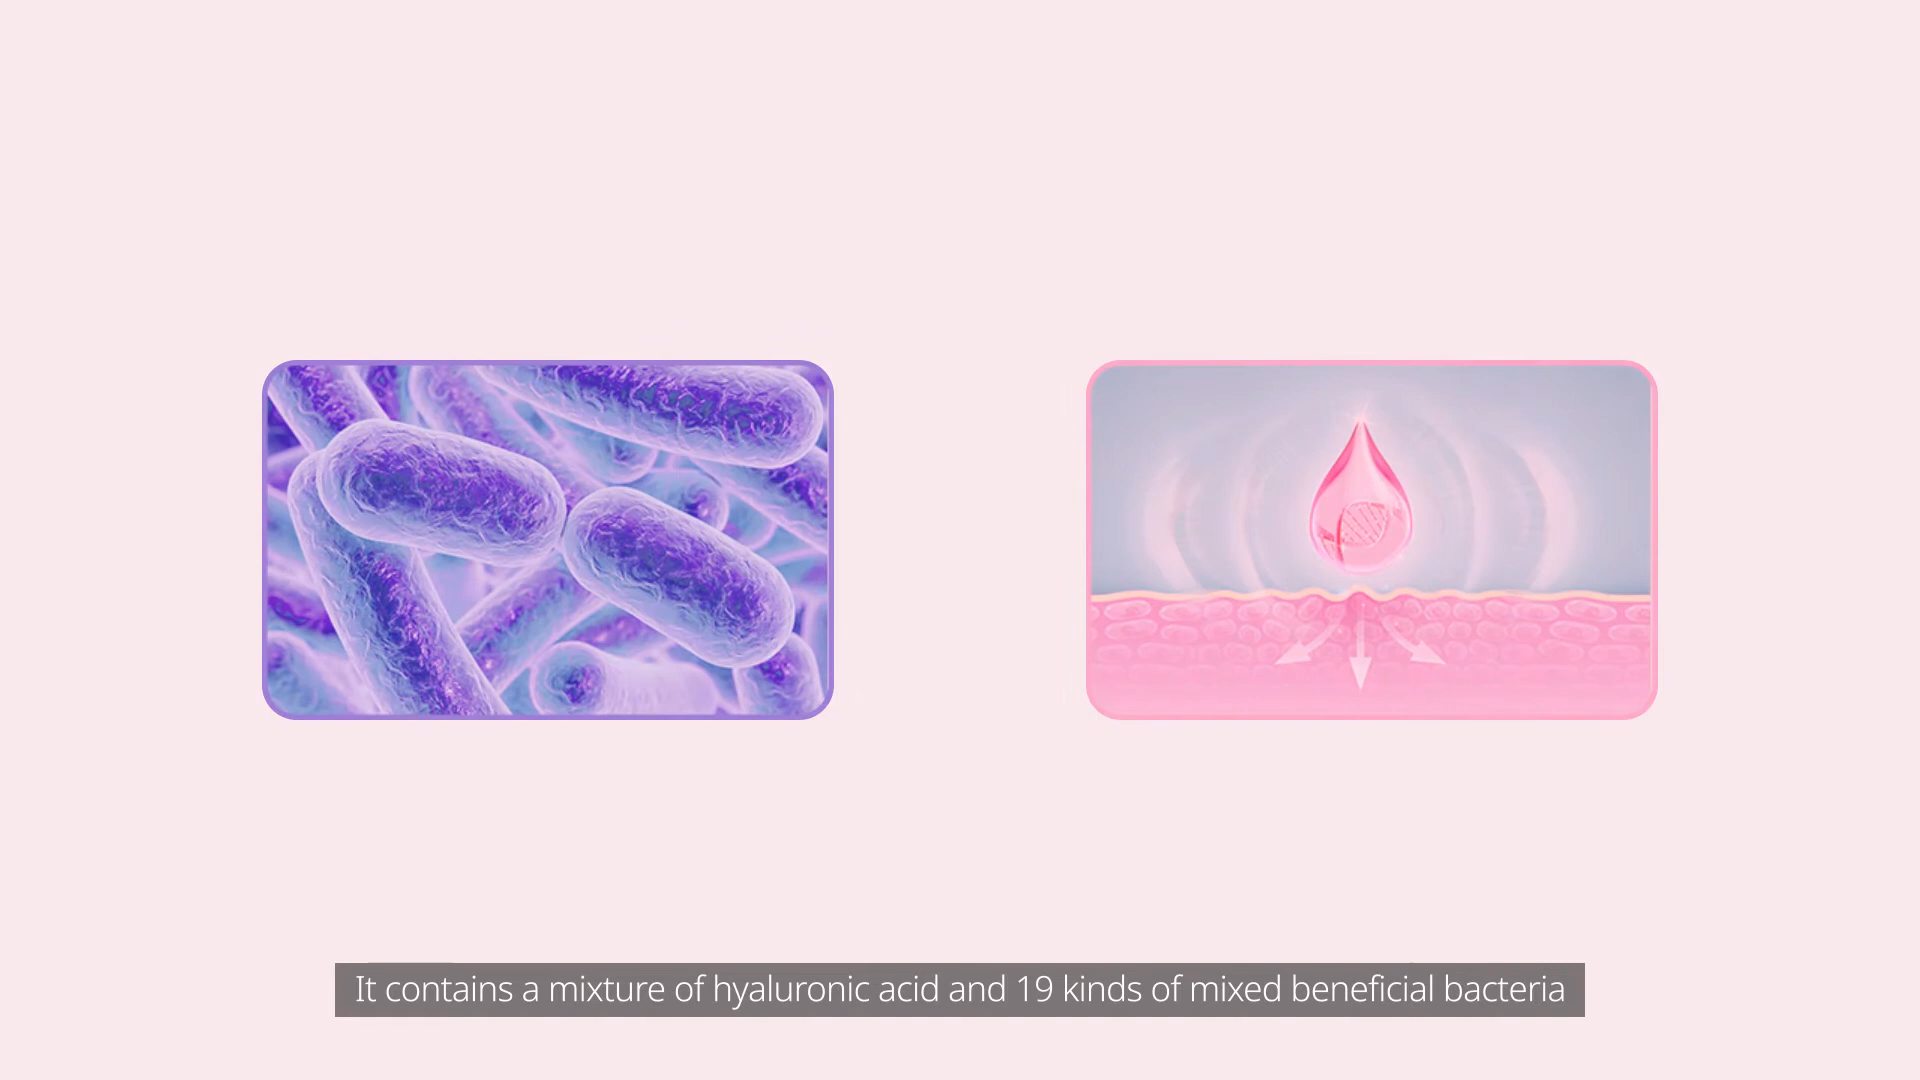 It contains a mixture of hyaluronic acid and 19 kinds of mixed beneficial bacteria